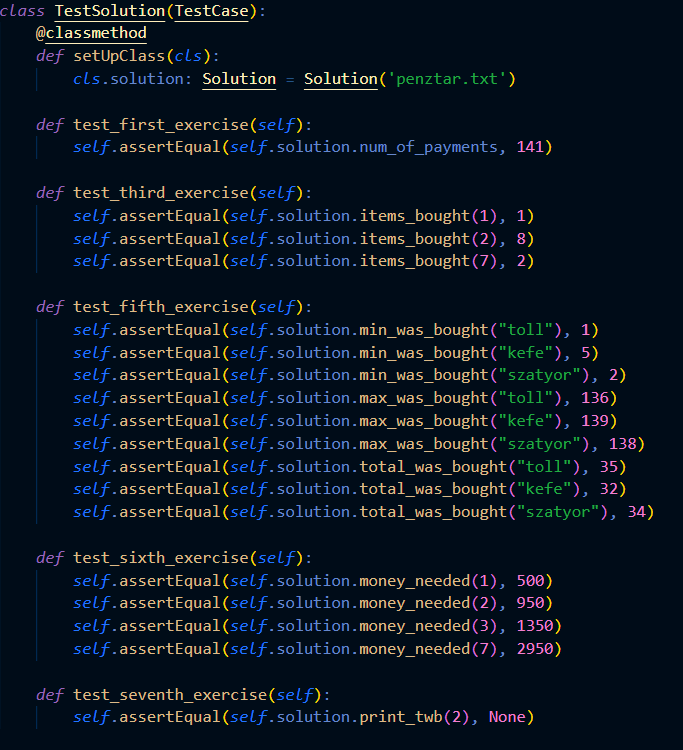 class TestSolution(TestCase):
    @classmethod
    def setUpClass(cls):
        cls.solution: Solution = Solution('penztar.txt')

    def test_first_exercise(self):
        self.assertEqual(self.solution.num_of_payments, 141)

    def test_third_exercise(self):
        self.assertEqual(self.solution.items_bought(1), 1)
        self.assertEqual(self.solution.items_bought(2), 8)
        self.assertEqual(self.solution.items_bought(7), 2)

    def test_fifth_exercise(self):
        self.assertEqual(self.solution.min_was_bought("toll"), 1)
        self.assertEqual(self.solution.min_was_bought("kefe"), 5)
        self.assertEqual(self.solution.min_was_bought("szatyor"), 2)
        self.assertEqual(self.solution.max_was_bought("toll"), 136)
        self.assertEqual(self.solution.max_was_bought("kefe"), 139)
        self.assertEqual(self.solution.max_was_bought("szatyor"), 138)
        self.assertEqual(self.solution.total_was_bought("toll"), 35)
        self.assertEqual(self.solution.total_was_bought("kefe"), 32)
        self.assertEqual(self.solution.total_was_bought("szatyor"), 34)

    def test_sixth_exercise(self):
        self.assertEqual(self.solution.money_needed(1), 500)
        self.assertEqual(self.solution.money_needed(2), 950)
        self.assertEqual(self.solution.money_needed(3), 1350)
        self.assertEqual(self.solution.money_needed(7), 2950)

    def test_seventh_exercise(self):
        self.assertEqual(self.solution.print_twb(2), None)